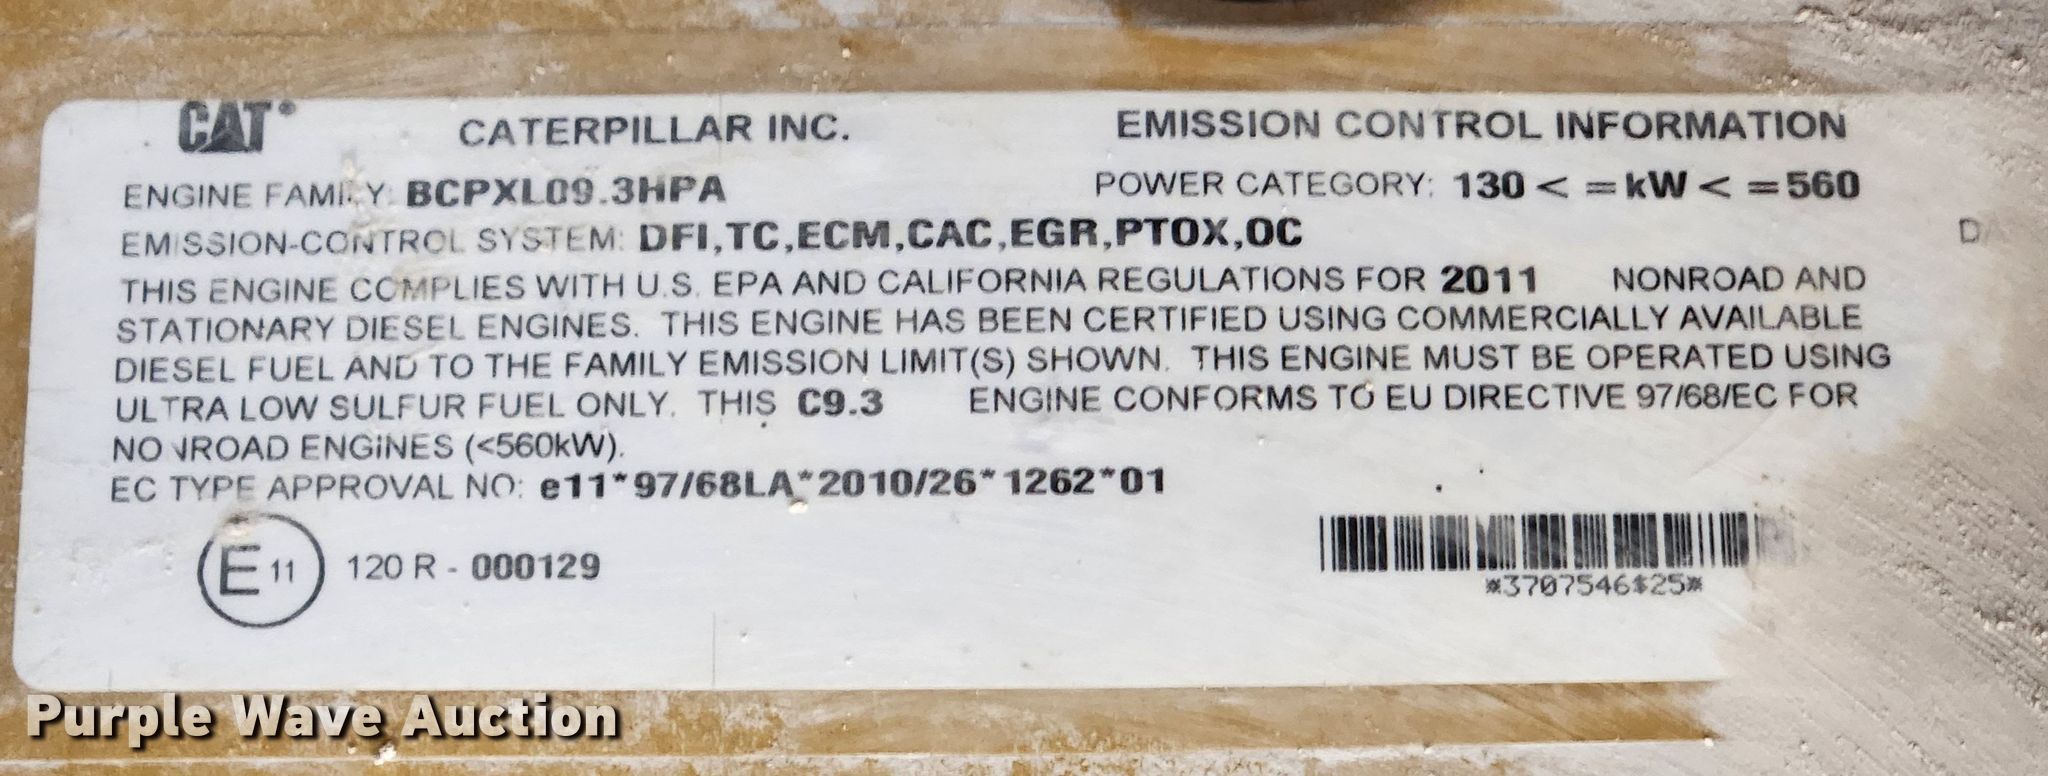 CAT® CATERPILLAR INC. EMISSION CONTROL INFORMATION
ENGINE FAMILY: BCPXL09.3HPA POWER CATEGORY: 130 < =kW < =560
EMISSION-CONTROL SYSTEM: DFI,TC,ECM,CAC,EGR,PTOX,OC
THIS ENGINE COMPLIES WITH U.S. EPA AND CALIFORNIA REGULATIONS FOR 2011 NONROAD AND
STATIONARY DIESEL ENGINES. THIS ENGINE HAS BEEN CERTIFIED USING COMMERCIALLY AVAILABLE
DIESEL FUEL AND TO THE FAMILY EMISSION LIMIT(S) SHOWN. THIS ENGINE MUST BE OPERATED USING
ULTRA LOW SULFUR FUEL ONLY. THIS C9.3 ENGINE CONFORMS TO EU DIRECTIVE 97/68/EC FOR
NONROAD ENGINES (<560kW).
EC TYPE APPROVAL NO: e11*97/68LA*2010/26*1262*01
E 11 120 R - 000129
*3707546$25*
Purple Wave Auction